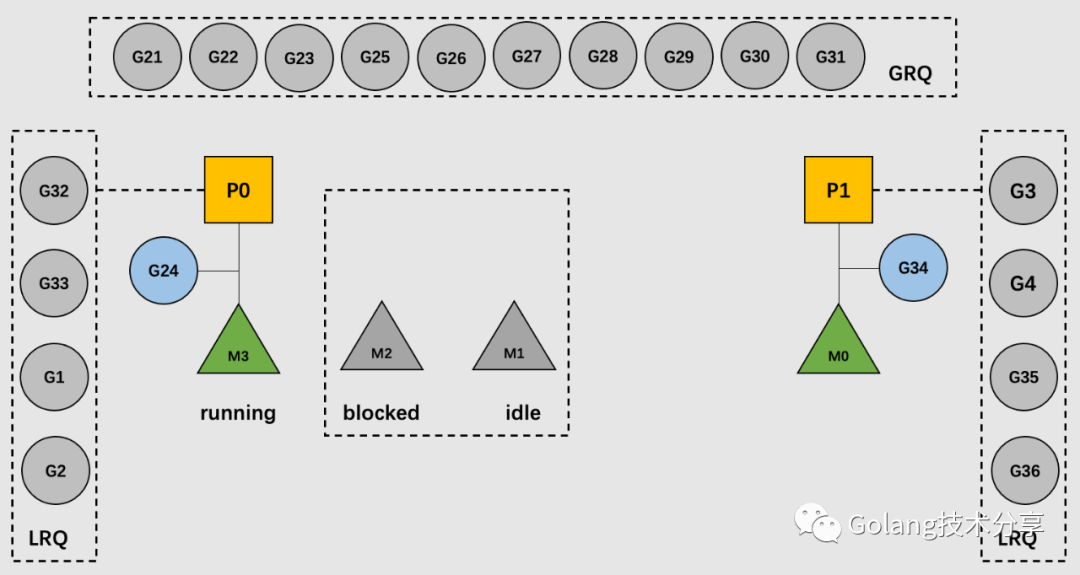 G21 G22 G23 G25 G26 G27 G28 G29 G30 G31 GRQ
G32
G33
G1
G2
LRQ
P0
G24
M3
running
M2 M1
blocked idle
P1
G34
M0
G3
G4
G35
G36
LRQ
Golang技术分享